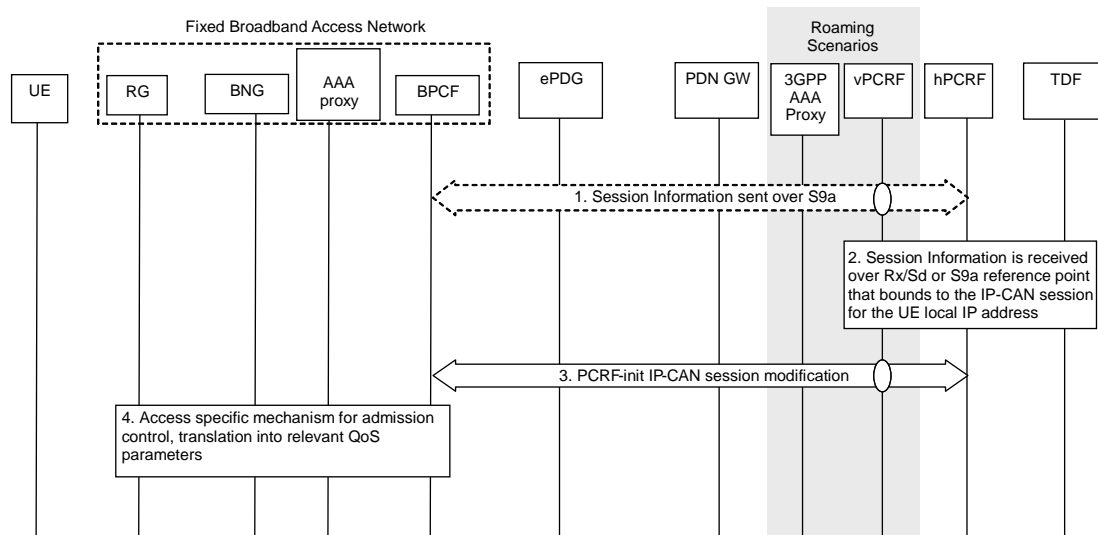 Fixed Broadband Access Network
Roaming
Scenarios
UE
RG
BNG
AAA
proxy
BPCF
ePDG
PDN GW
3GPP
AAA
Proxy
vPCRF
hPCRF
TDF
1. Session Information sent over S9a
2. Session Information is received
over Rx/Sd or S9a reference point
that bounds to the IP-CAN session
for the UE local IP address
3. PCRF-init IP-CAN session modification
4. Access specific mechanism for admission
control, translation into relevant QoS
parameters